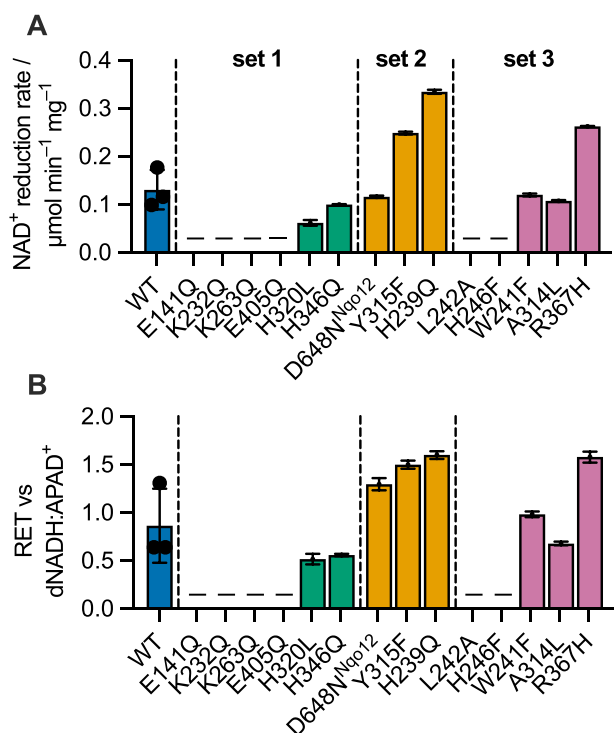 A
set 1 set 2 set 3
NAD⁺ reduction rate /
µmol min⁻¹ mg⁻¹
0.4
0.3
0.2
0.1
0.0
WT E141Q K232Q K263Q E405Q H320L H346Q D648N^Nqo12 Y315F H239Q L242A H246F W241F A314L R367H
B
RET vs
dNADH:APAD⁺
2.0
1.5
1.0
0.5
0.0
WT E141Q K232Q K263Q E405Q H320L H346Q D648N^Nqo12 Y315F H239Q L242A H246F W241F A314L R367H